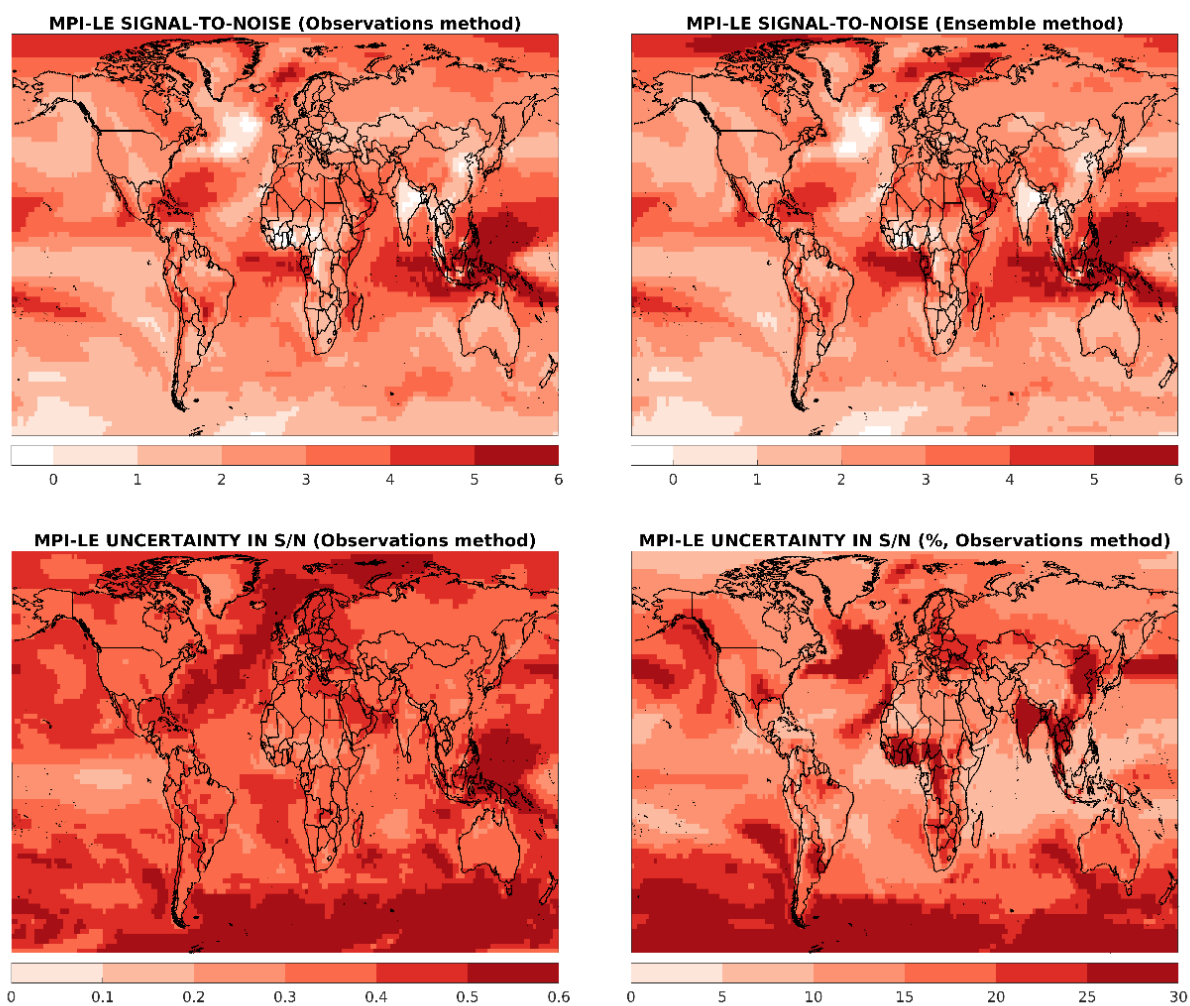 MPI-LE SIGNAL-TO-NOISE (Observations method)
MPI-LE SIGNAL-TO-NOISE (Ensemble method)
0 1 2 3 4 5 6
0 1 2 3 4 5 6
MPI-LE UNCERTAINTY IN S/N (Observations method)
MPI-LE UNCERTAINTY IN S/N (%, Observations method)
0 0.1 0.2 0.3 0.4 0.5 0.6
0 5 10 15 20 25 30